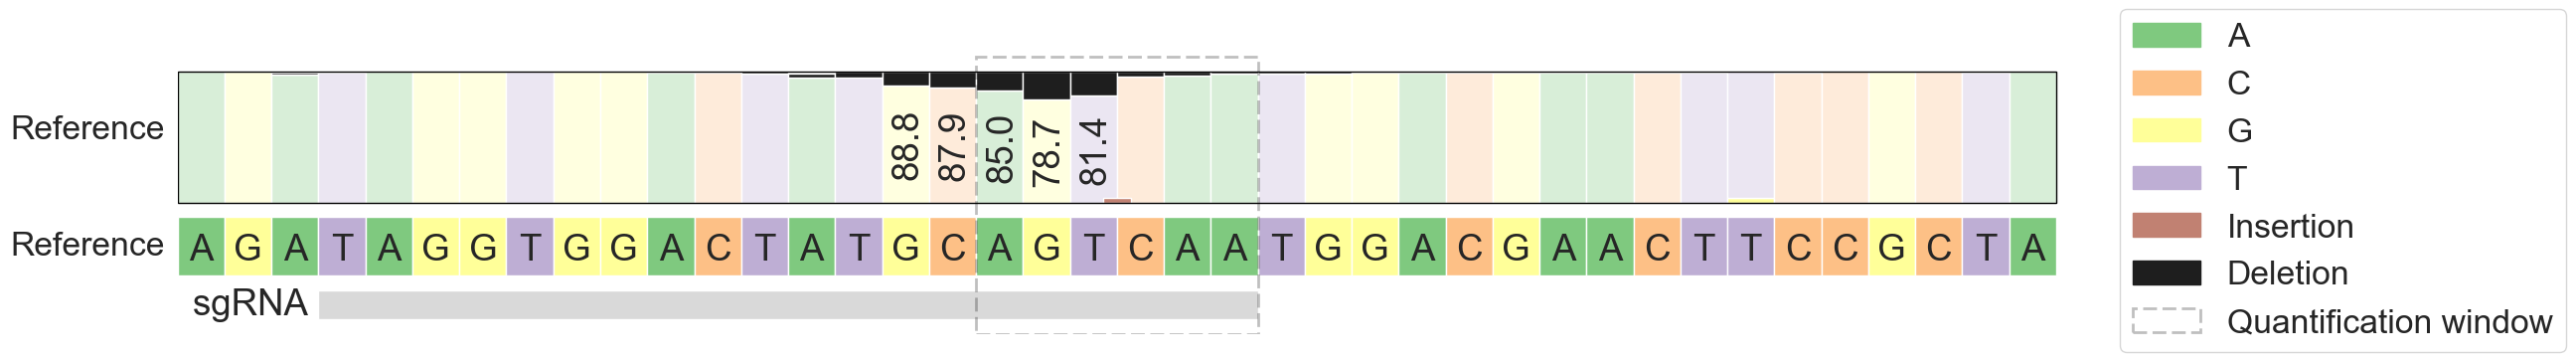 Reference
88.8 87.9 85.0 78.7 81.4
Reference A G A T A G G T G G A C T A T G C A G T C A A T G G A C G A A C T T C C G C T A
sgRNA
A
C
G
T
Insertion
Deletion
Quantification window